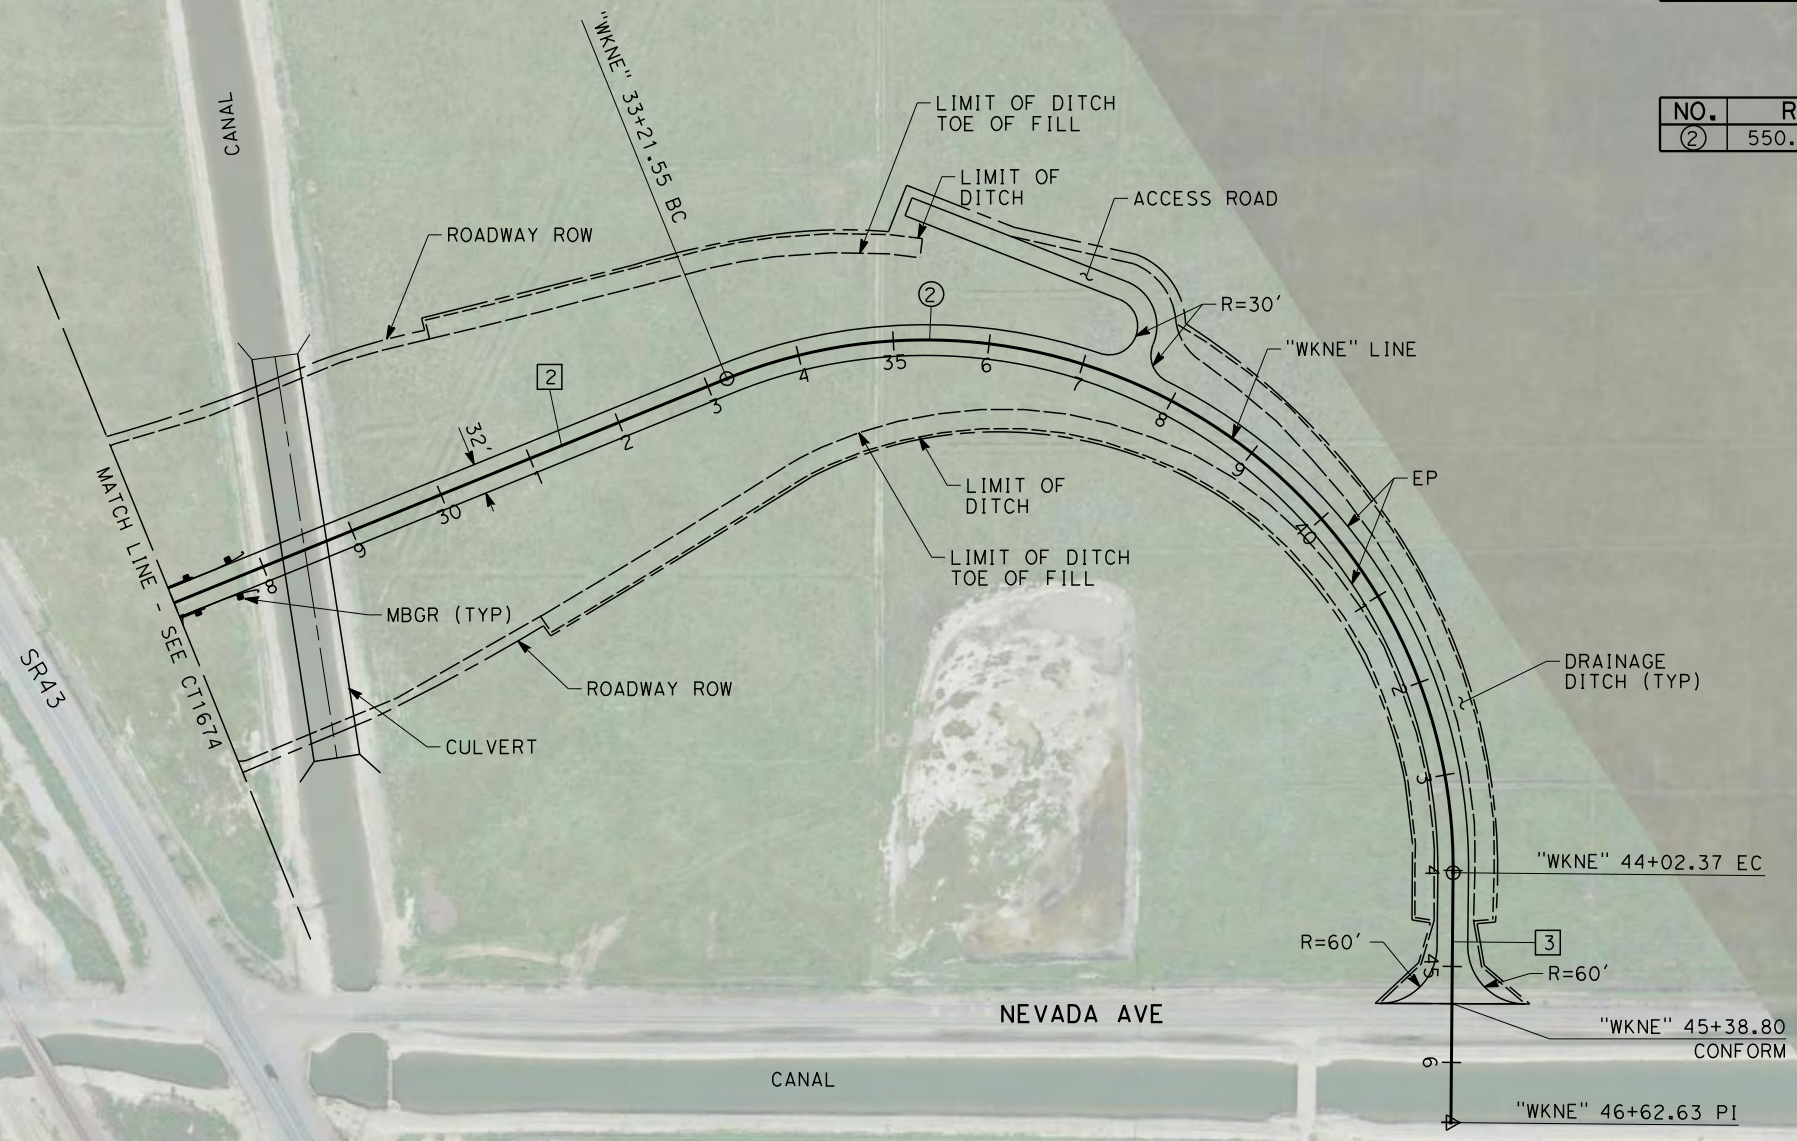 CANAL
"WKNE" 33+21.55 BC
LIMIT OF DITCH
TOE OF FILL
LIMIT OF
DITCH
ACCESS ROAD
ROADWAY ROW
NO. R
2 550.
2
R=30'
"WKNE" LINE
2
32'
8
9
30
1
2
3
4
35
6
7
8
9
40
2
3
4
45
6
EP
LIMIT OF
DITCH
LIMIT OF DITCH
TOE OF FILL
MATCH LINE - SEE CT1674
MBGR (TYP)
SR43
ROADWAY ROW
CULVERT
DRAINAGE
DITCH (TYP)
"WKNE" 44+02.37 EC
R=60'
3
R=60'
NEVADA AVE
"WKNE" 45+38.80
CONFORM
CANAL
"WKNE" 46+62.63 PI